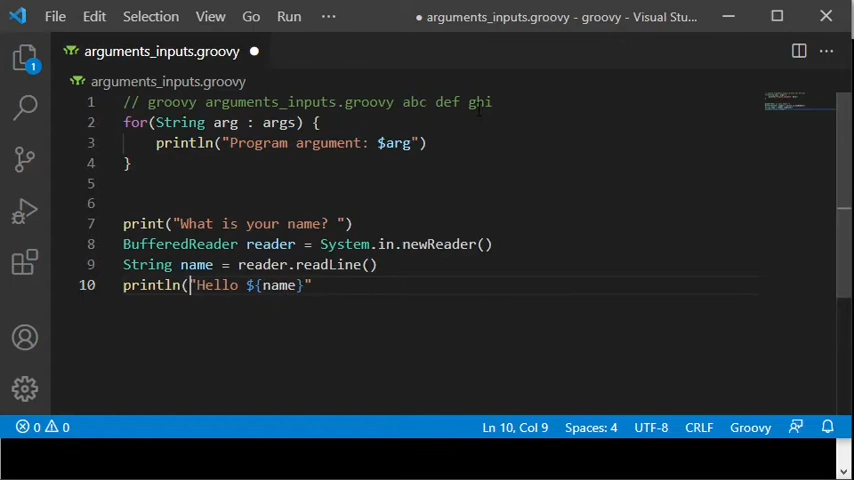 File Edit Selection View Go Run ··· ● arguments_inputs.groovy - groovy - Visual Stu...
arguments_inputs.groovy ●
1
arguments_inputs.groovy
1 // groovy arguments_inputs.groovy abc def ghi
2 for(String arg : args) {
3 println("Program argument: $arg")
4 }
5
6
7 print("What is your name? ")
8 BufferedReader reader = System.in.newReader()
9 String name = reader.readLine()
10 println("Hello ${name}"
0 0 Ln 10, Col 9 Spaces: 4 UTF-8 CRLF Groovy